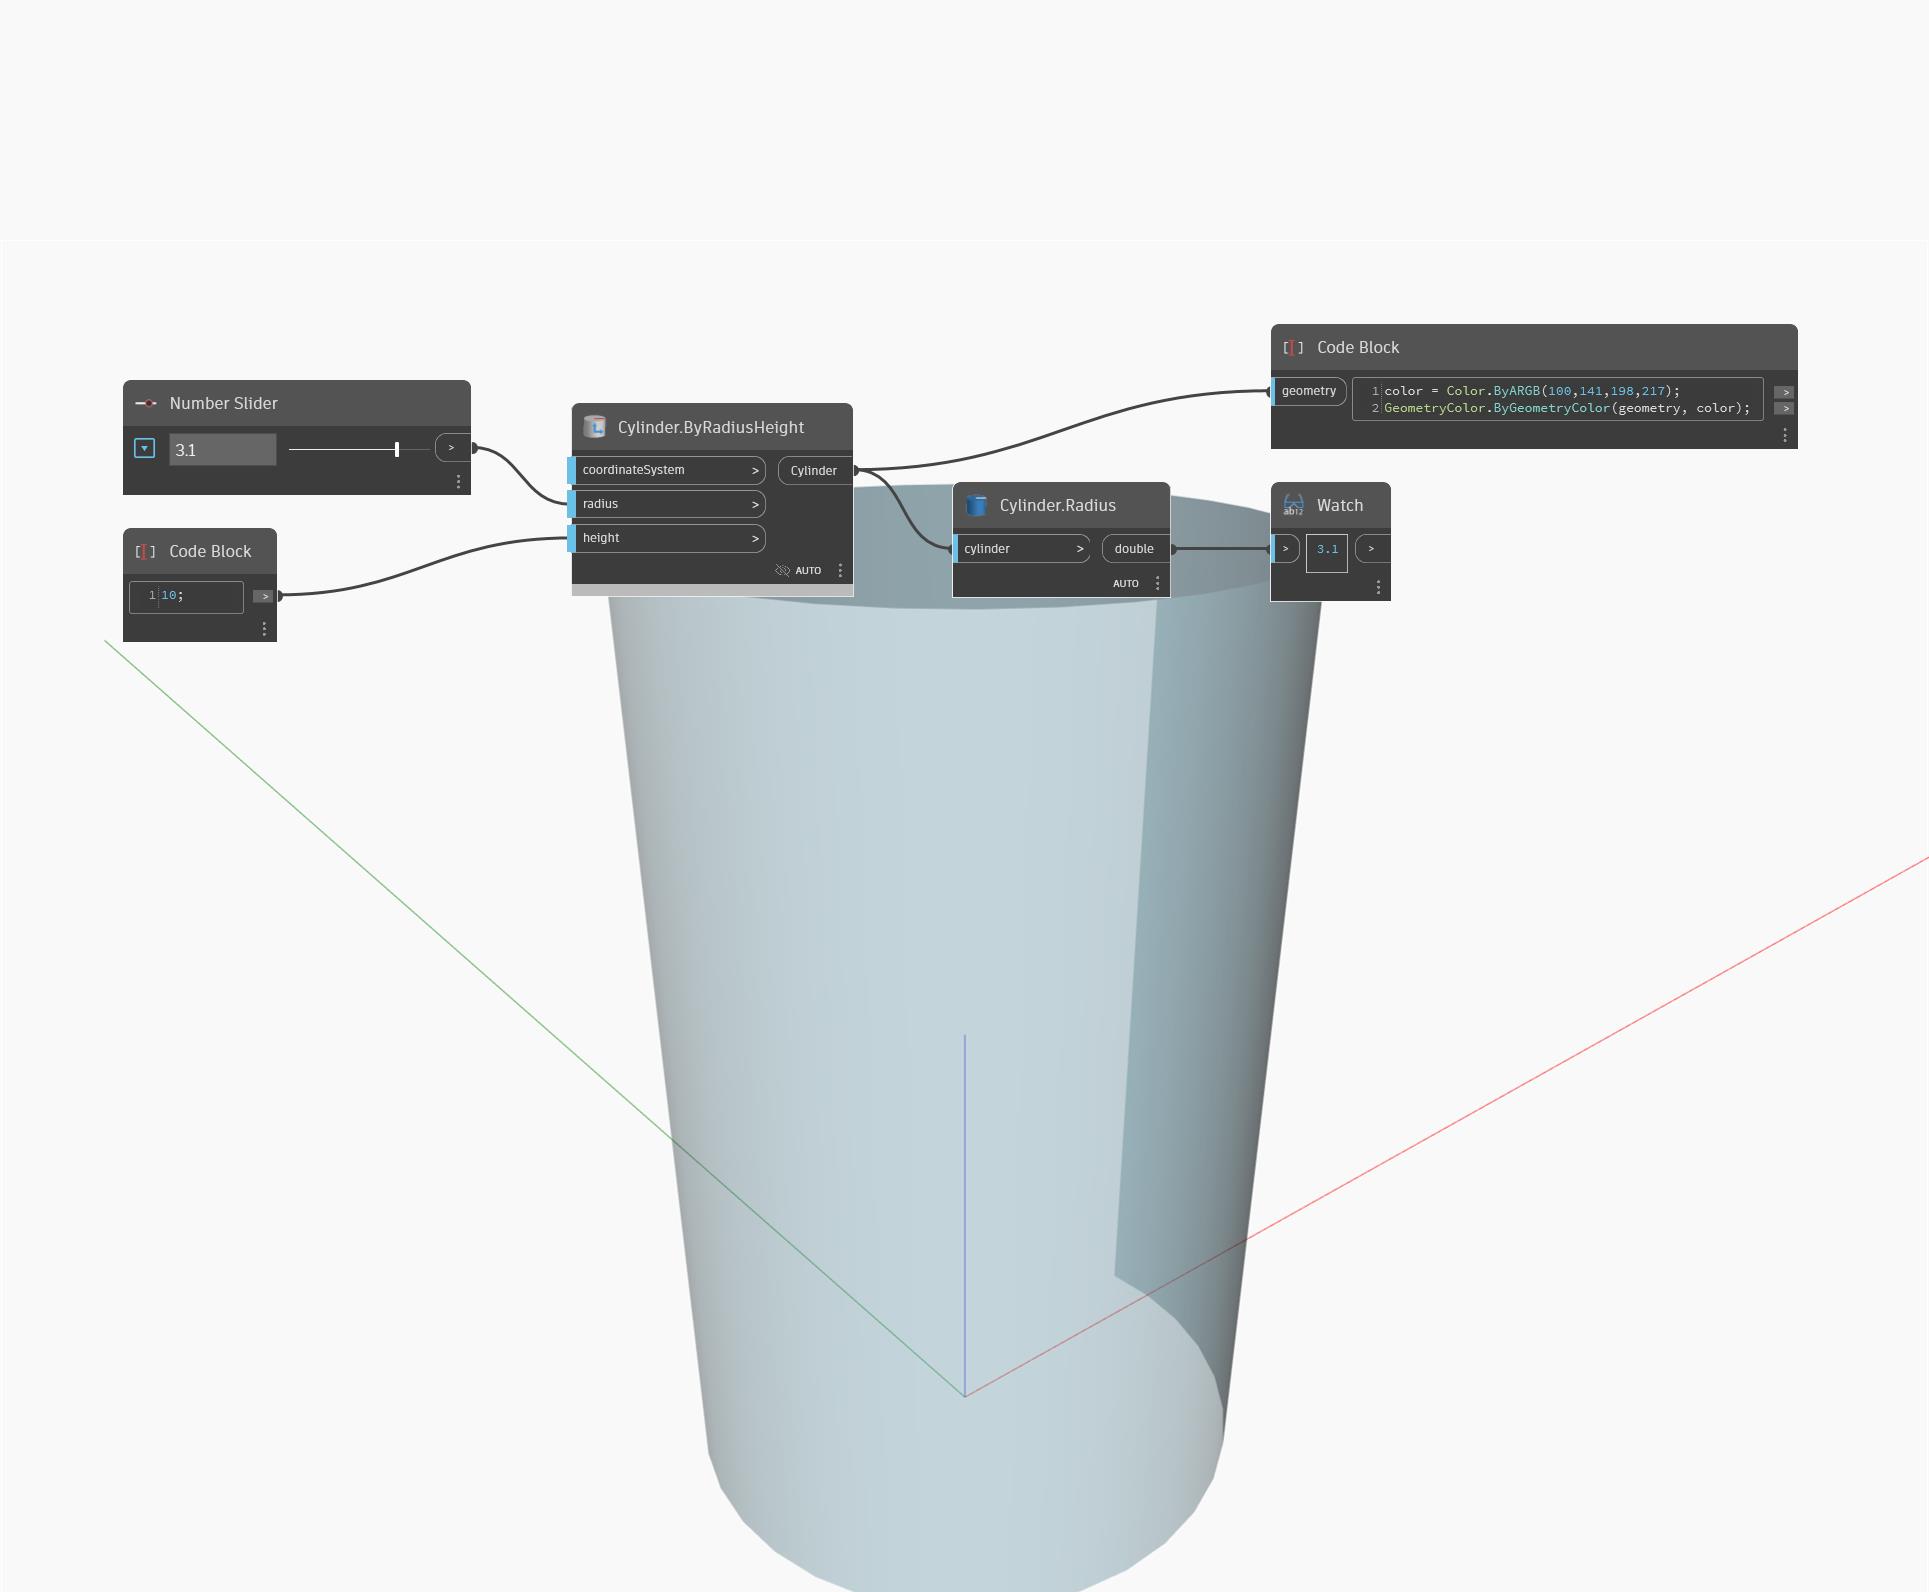 Number Slider
3.1
>
Code Block
1 10;
>
Cylinder.ByRadiusHeight
coordinateSystem >
Cylinder
radius >
height >
AUTO
Cylinder.Radius
cylinder >
double
AUTO
Code Block
geometry
1 color = Color.ByARGB(100,141,198,217);
>
2 GeometryColor.ByGeometryColor(geometry, color);
>
ab12
Watch
>
3.1
>